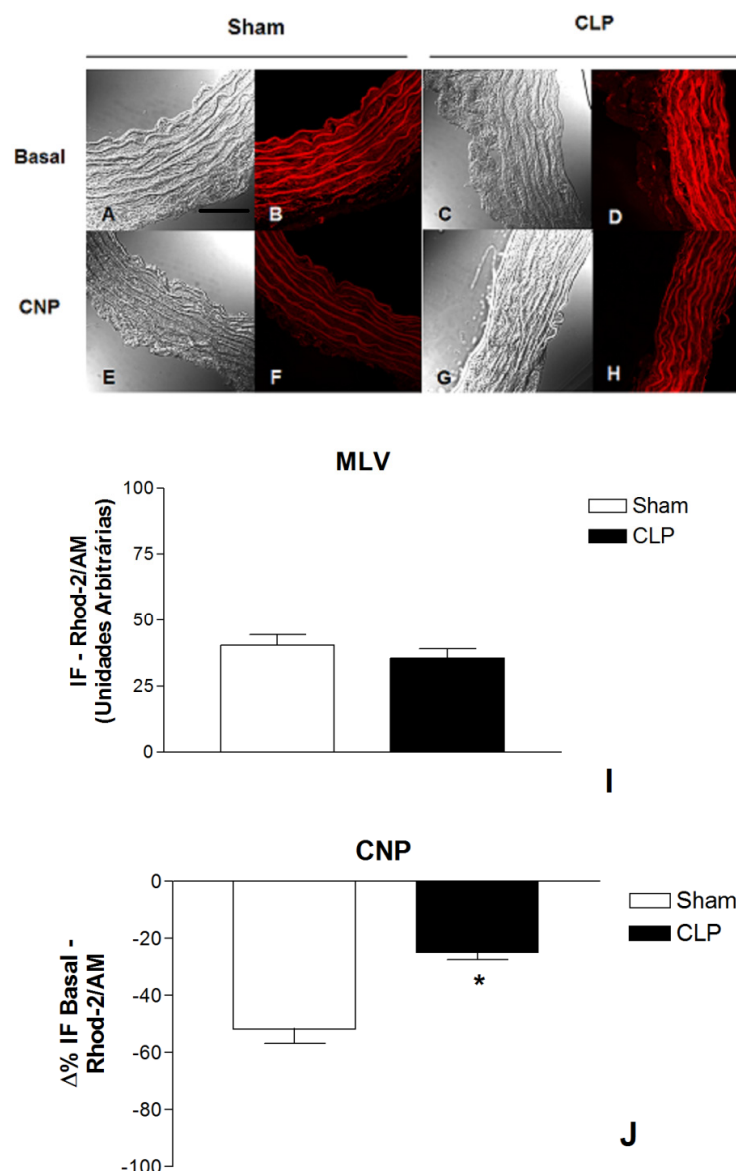 Sham CLP
Basal
A B C D
CNP
E F G H
MLV
IF - Rhod-2/AM
(Unidades Arbitrárias)
100
75
50
25
0
Sham
CLP
I
CNP
Δ% IF Basal -
Rhod-2/AM
0
-20
-40
-60
-80
-100
*
Sham
CLP
J